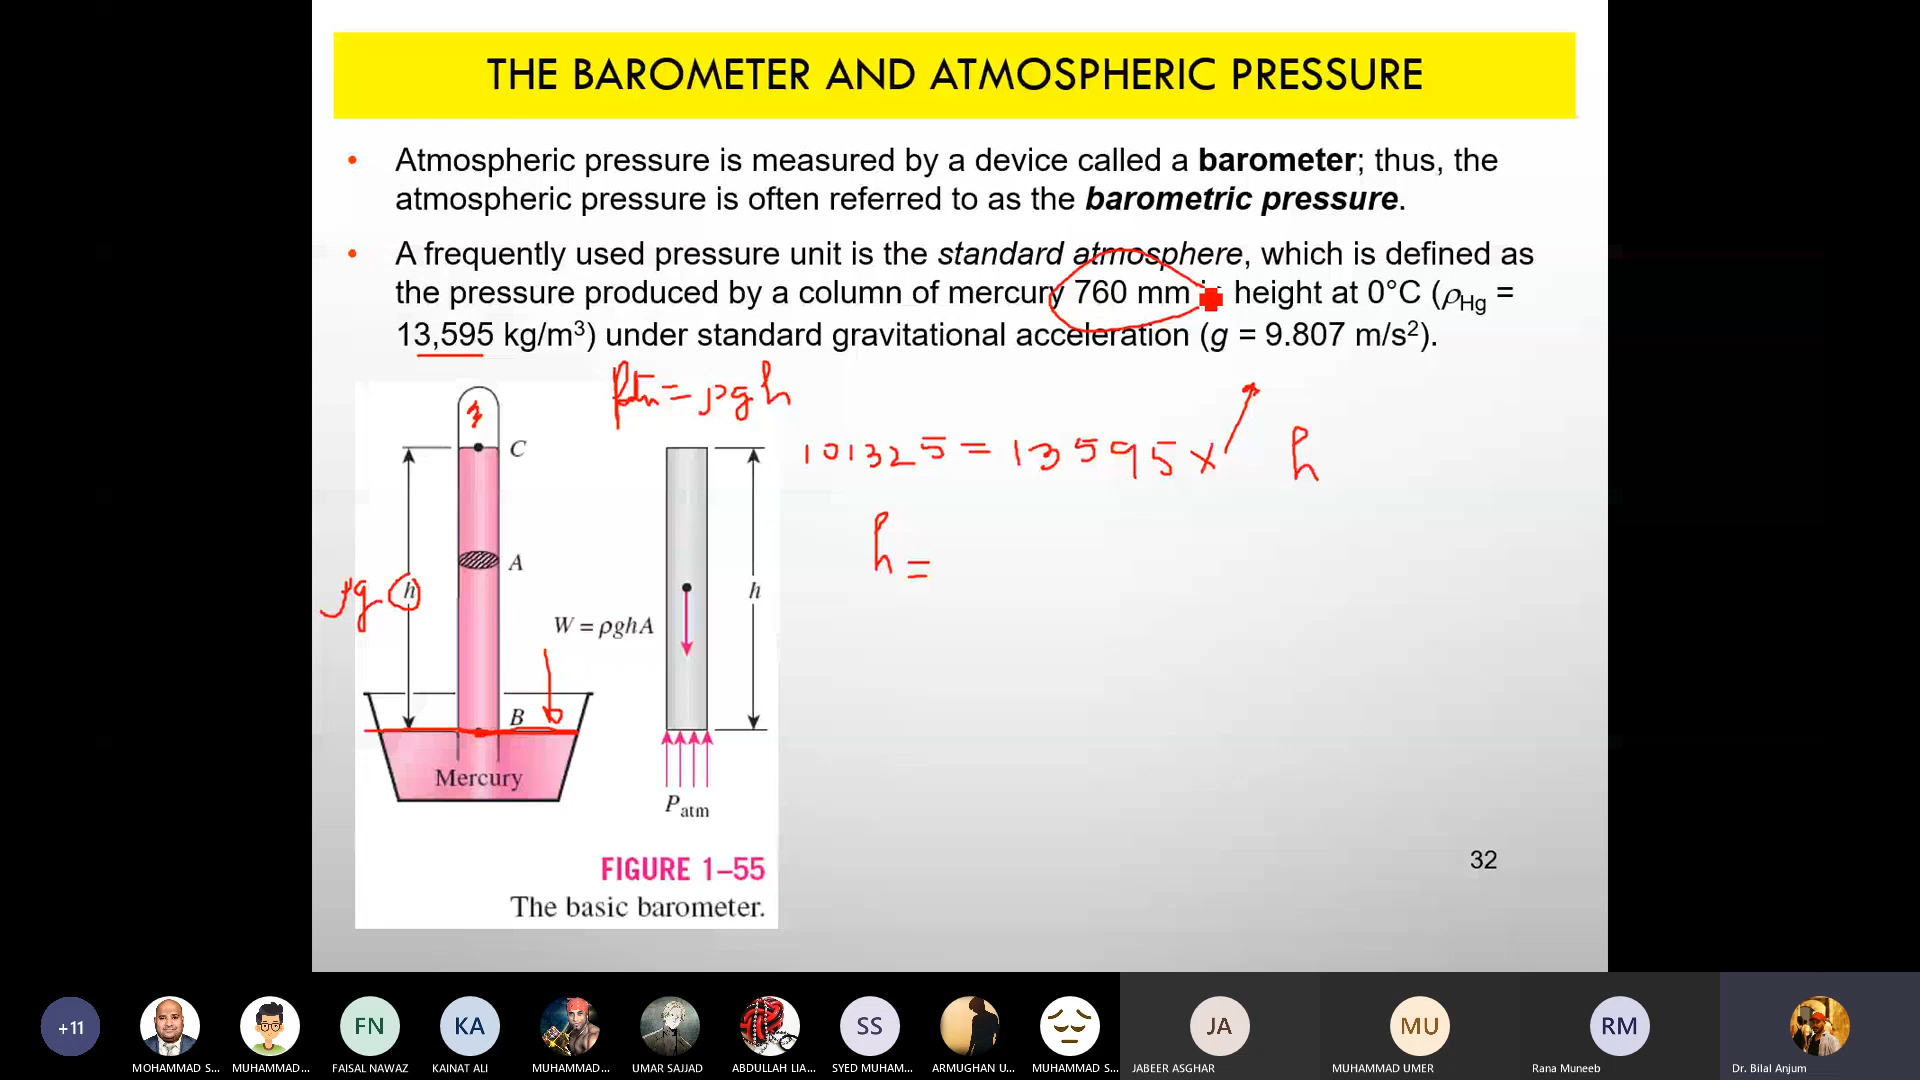 THE BAROMETER AND ATMOSPHERIC PRESSURE
• Atmospheric pressure is measured by a device called a barometer; thus, the
atmospheric pressure is often referred to as the barometric pressure.
• A frequently used pressure unit is the standard atmosphere, which is defined as
the pressure produced by a column of mercury 760 mm height at 0°C (ρHg =
13,595 kg/m³) under standard gravitational acceleration (g = 9.807 m/s²).
Patm = ρgh
101325 = 13595 x h
h =
C
A
ρg h
h
W = ρghA
B
Mercury
Patm
FIGURE 1–55
The basic barometer.
32
+11
MOHAMMAD S...
MUHAMMAD...
FN
FAISAL NAWAZ
KA
KAINAT ALI
MUHAMMAD...
UMAR SAJJAD
ABDULLAH LIA...
SS
SYED MUHAM...
ARMUGHAN U...
MUHAMMAD S...
JA
JABEER ASGHAR
MU
MUHAMMAD UMER
RM
Rana Muneeb
Dr. Bilal Anjum